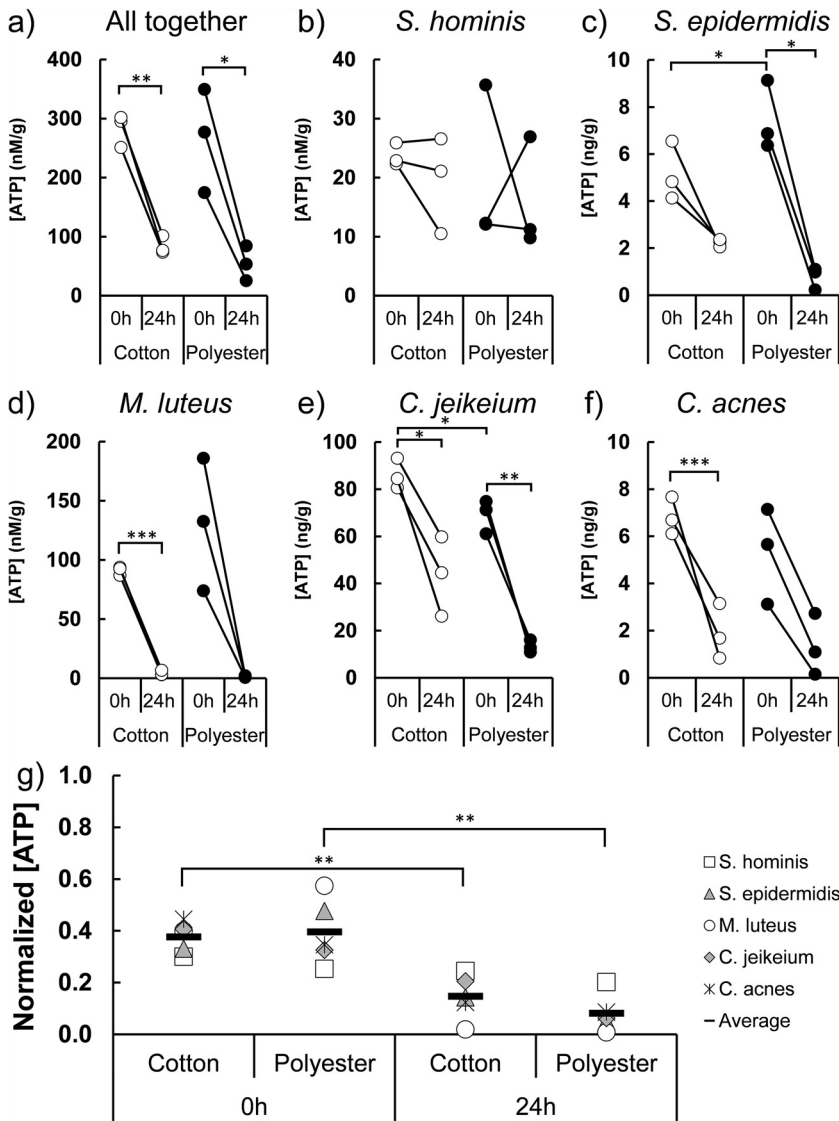 a) All together
400
300
200
100
0
[ATP] (nM/g)
** *
0h 24h 0h 24h
Cotton Polyester
b) S. hominis
40
30
20
10
0
[ATP] (nM/g)
0h 24h 0h 24h
Cotton Polyester
c) S. epidermidis
10
8
6
4
2
0
[ATP] (ng/g)
* *
0h 24h 0h 24h
Cotton Polyester
d) M. luteus
200
150
100
50
0
[ATP] (nM/g)
***
0h 24h 0h 24h
Cotton Polyester
e) C. jeikeium
100
80
60
40
20
0
[ATP] (ng/g)
*
* **
0h 24h 0h 24h
Cotton Polyester
f) C. acnes
10
8
6
4
2
0
[ATP] (ng/g)
***
0h 24h 0h 24h
Cotton Polyester
g)
1.0
0.8
0.6
0.4
0.2
0.0
Normalized [ATP]
**
**
Cotton Polyester Cotton Polyester
0h 24h
S. hominis
S. epidermidis
M. luteus
C. jeikeium
C. acnes
Average